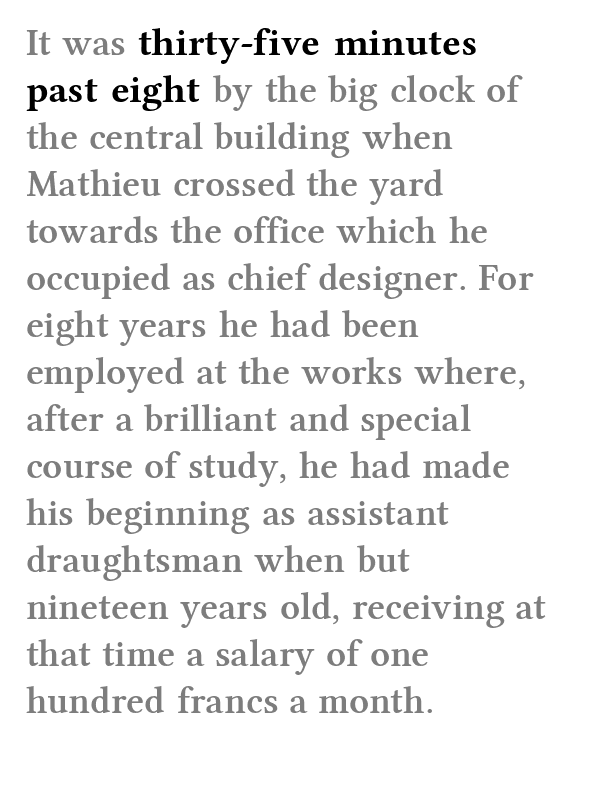 It was thirty-five minutes
past eight by the big clock of
the central building when
Mathieu crossed the yard
towards the office which he
occupied as chief designer. For
eight years he had been
employed at the works where,
after a brilliant and special
course of study, he had made
his beginning as assistant
draughtsman when but
nineteen years old, receiving at
that time a salary of one
hundred francs a month.